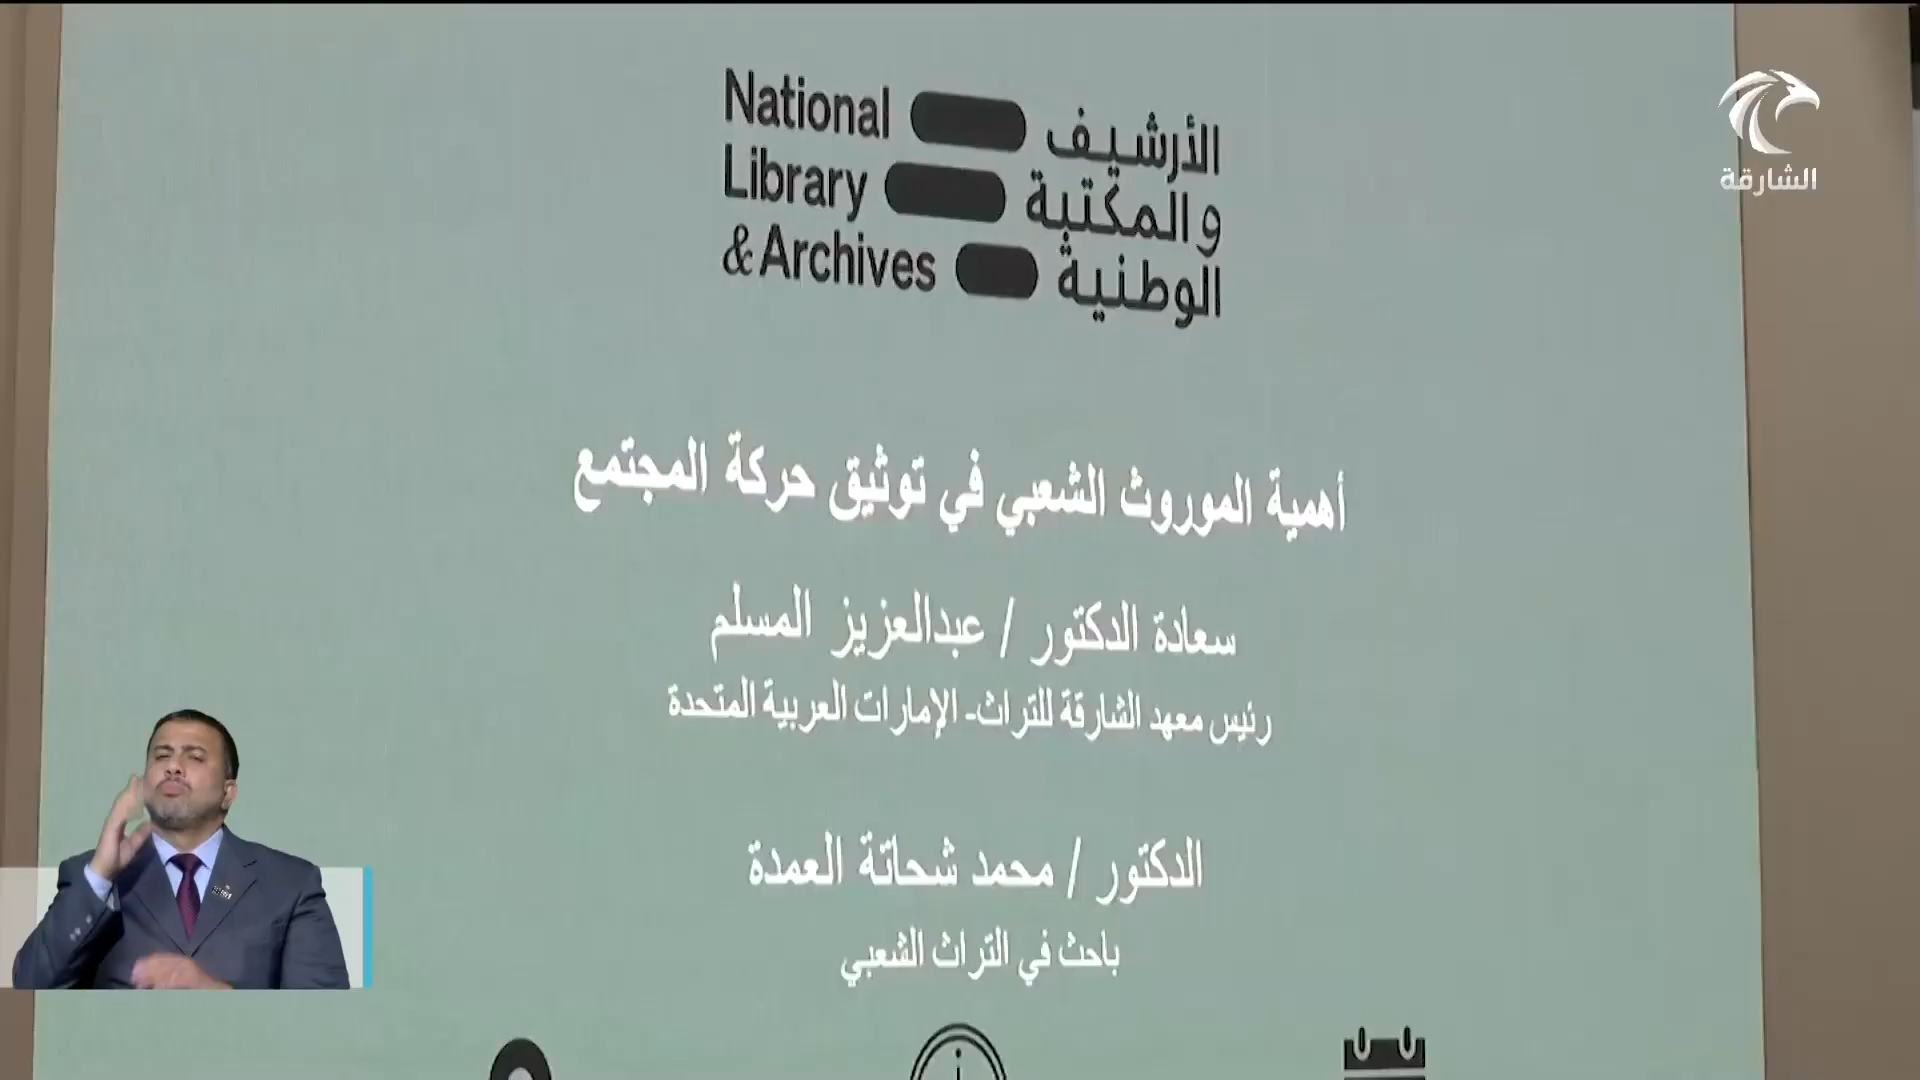 National
Library
& Archives
الأرشيف
والمكتبة
الوطنية
الشارقة
أهمية الموروث الشعبي في توثيق حركة المجتمع
سعادة الدكتور / عبدالعزيز المسلم
رئيس معهد الشارقة للتراث- الإمارات العربية المتحدة
الدكتور / محمد شحاتة العمدة
باحث في التراث الشعبي